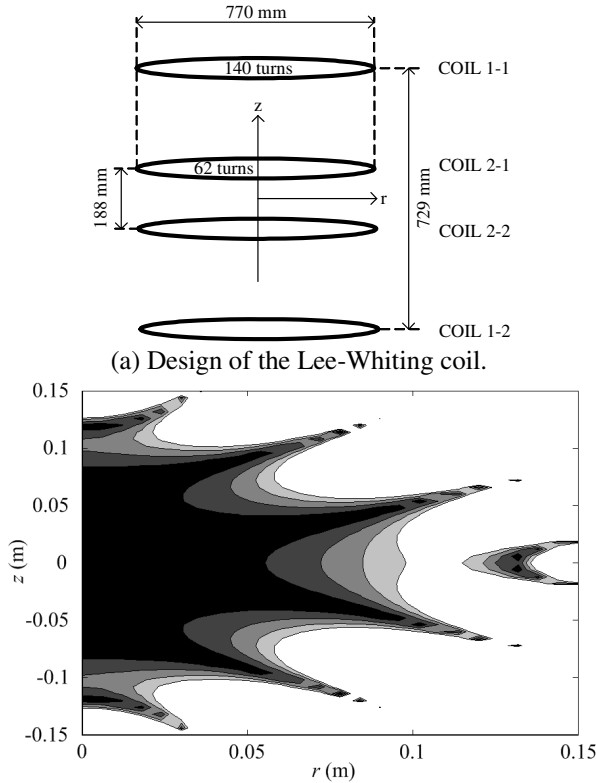 770 mm
140 turns
COIL 1-1
z
62 turns
COIL 2-1
188 mm
r
729 mm
COIL 2-2
COIL 1-2
(a) Design of the Lee-Whiting coil.
0.15
0.1
0.05
0
-0.05
-0.1
-0.15
z (m)
0
0.05
0.1
0.15
r (m)